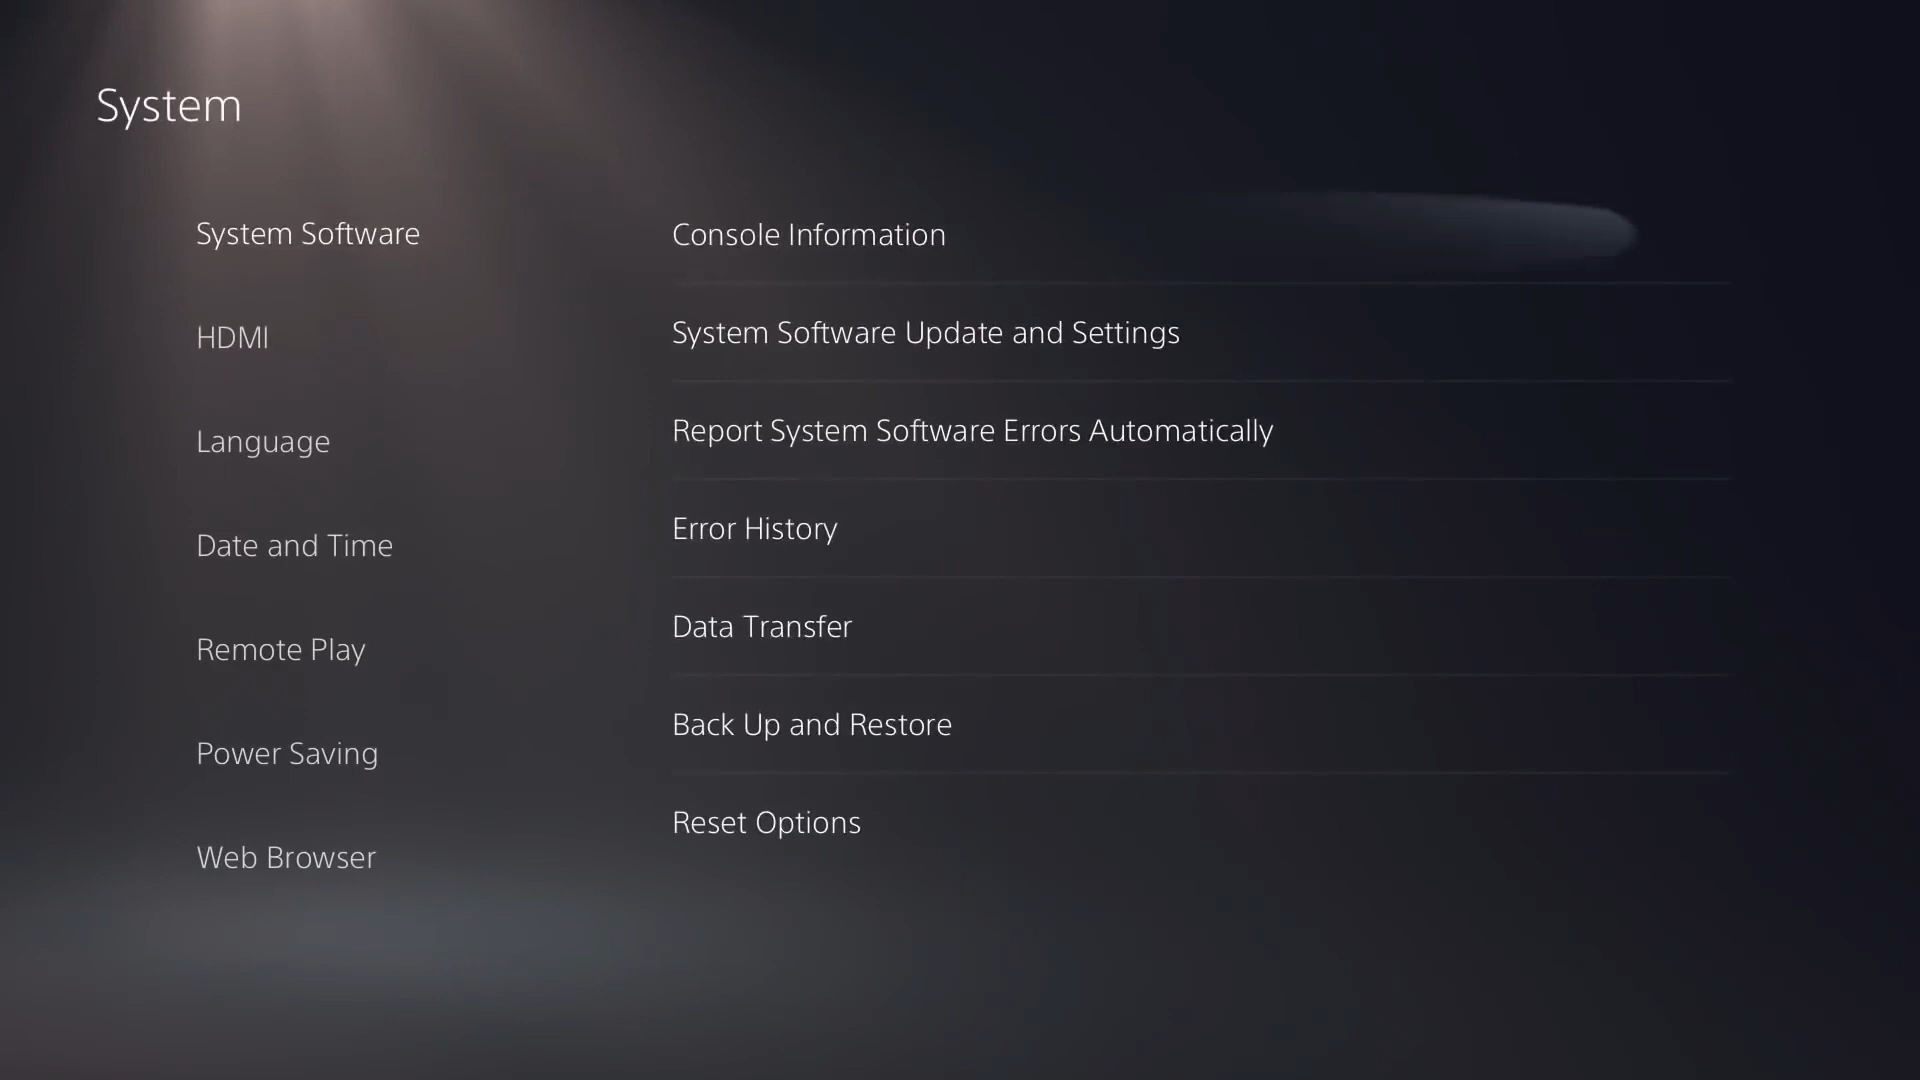 System
System Software
HDMI
Language
Date and Time
Remote Play
Power Saving
Web Browser
Console Information
System Software Update and Settings
Report System Software Errors Automatically
Error History
Data Transfer
Back Up and Restore
Reset Options